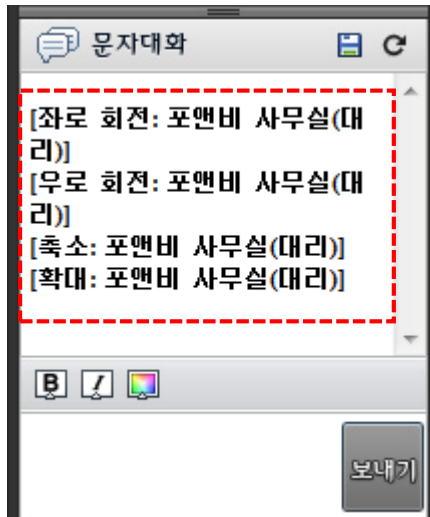 문자대화
[좌로 회전: 포앤비 사무실(대
리)]
[우로 회전: 포앤비 사무실(대
리)]
[축소: 포앤비 사무실(대리)]
[확대: 포앤비 사무실(대리)]
B I
보내기